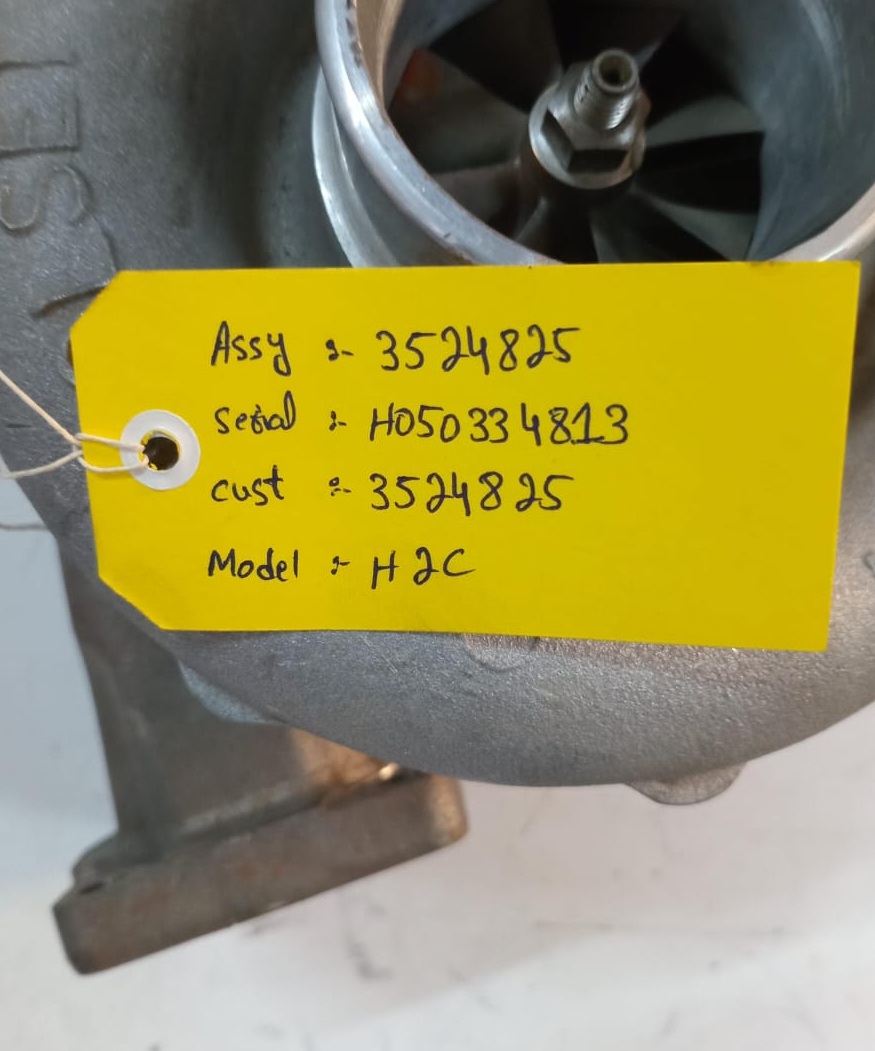 Assy :- 3524825
serial :- H050334813
cust :- 3524825
Model :- H2C